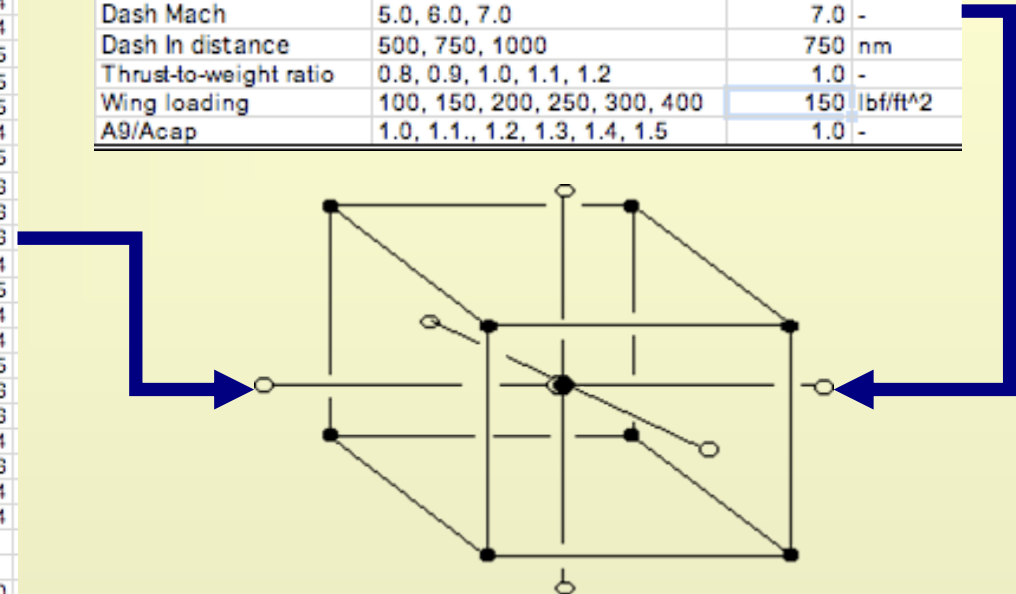 Dash Mach 5.0, 6.0, 7.0 7.0 -
Dash In distance 500, 750, 1000 750 nm
Thrust-to-weight ratio 0.8, 0.9, 1.0, 1.1, 1.2 1.0 -
Wing loading 100, 150, 200, 250, 300, 400 150 lbf/ft^2
A9/Acap 1.0, 1.1., 1.2, 1.3, 1.4, 1.5 1.0 -